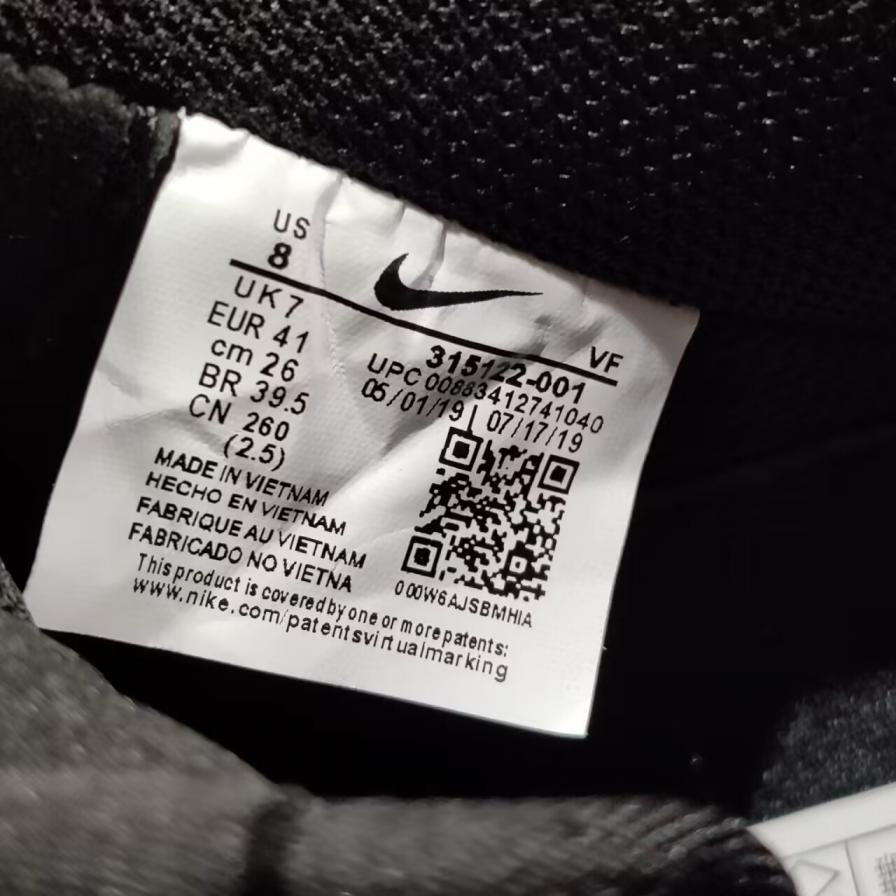 US
8
UK 7
EUR 41
cm 26
BR 39.5
CN 260
(2.5)
VF
315122-001
UPC 00883412741040
05/01/19 | 07/17/19
000W6AJSBMHIA
MADE IN VIETNAM
HECHO EN VIETNAM
FABRIQUE AU VIETNAM
FABRICADO NO VIETNA
This product is covered by one or more patents:
www.nike.com/patentsvirtualmarking